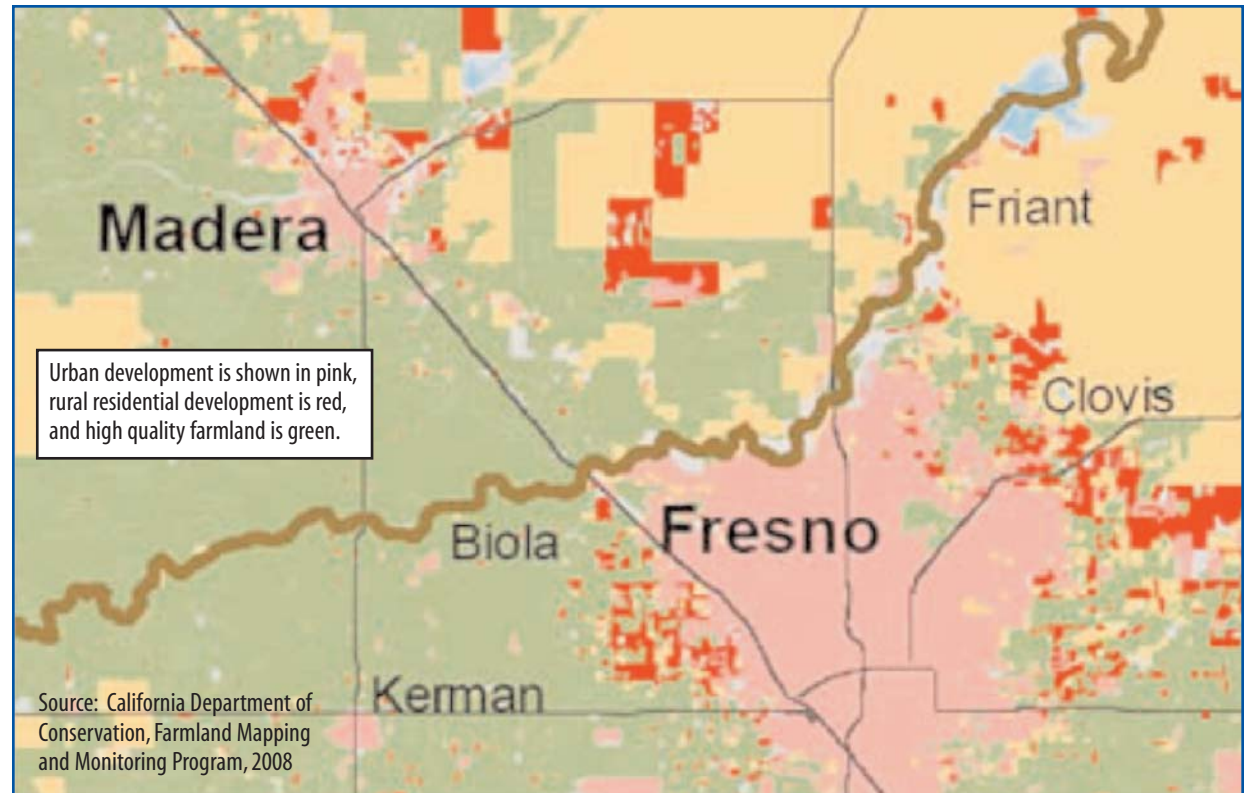 Madera
Friant
Urban development is shown in pink,
rural residential development is red,
and high quality farmland is green.
Clovis
Biola
Fresno
Kerman
Source: California Department of
Conservation, Farmland Mapping
and Monitoring Program, 2008